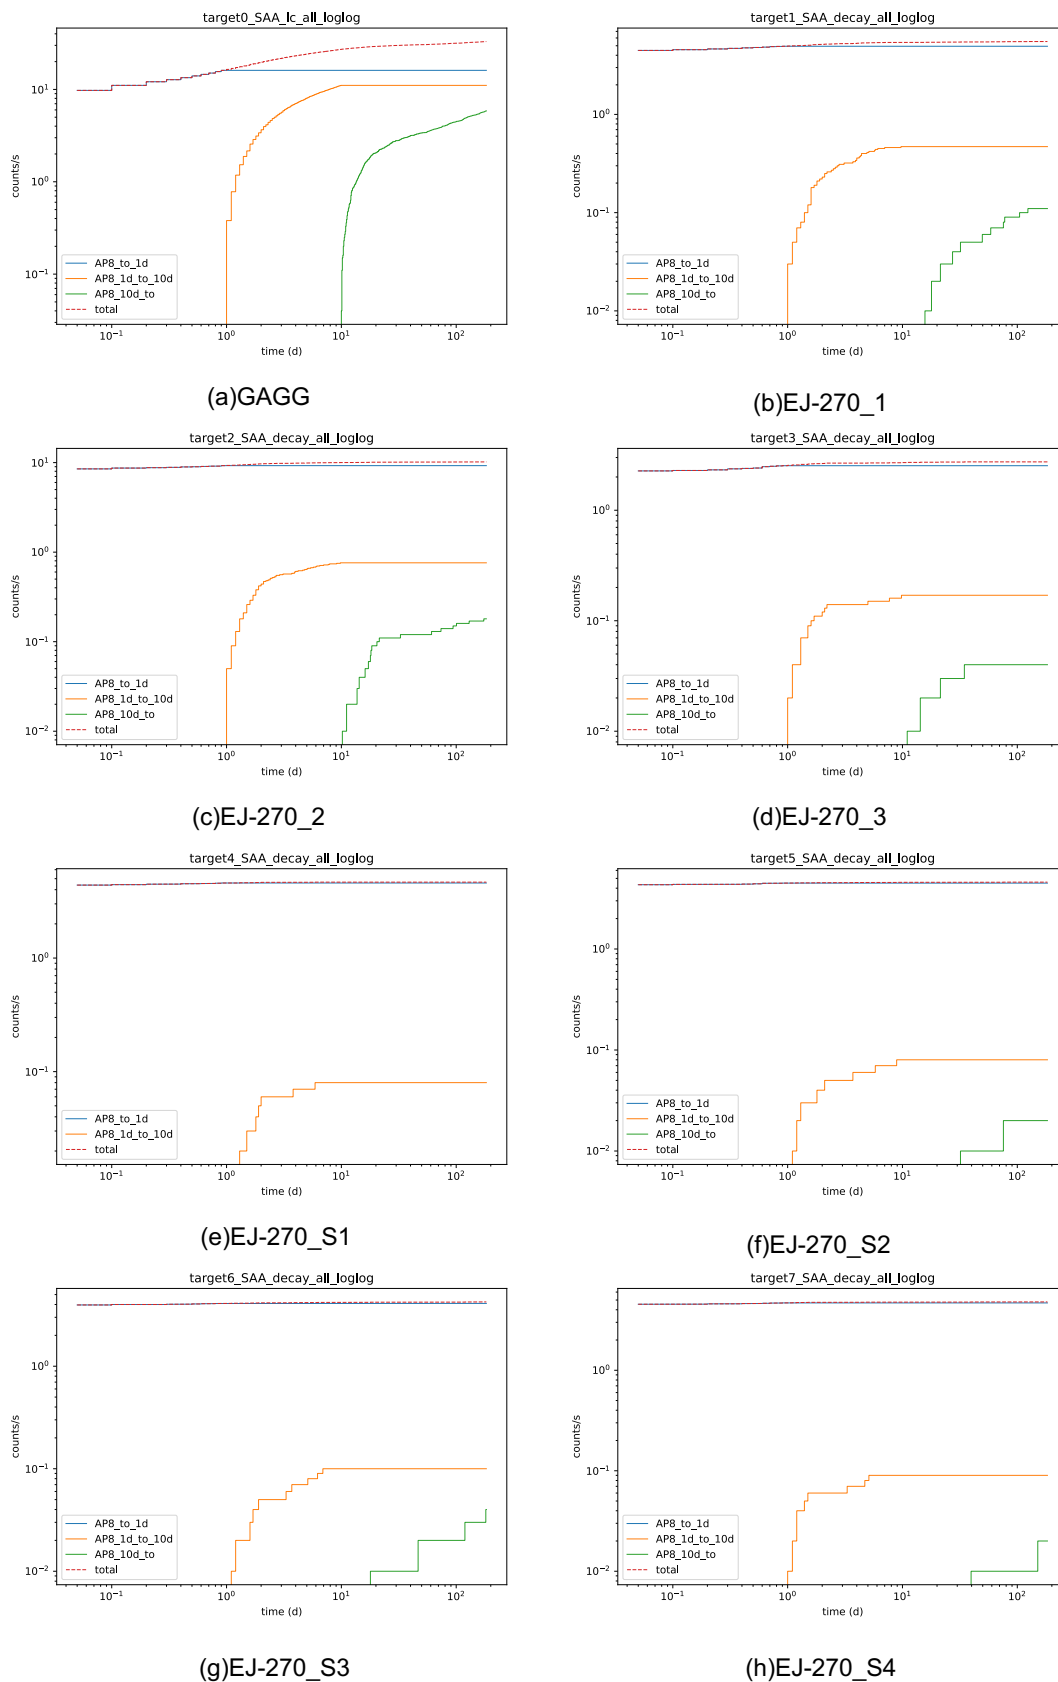 target0_SAA_lc_all_loglog
counts/s
10¹
10⁰
10⁻¹
AP8_to_1d
AP8_1d_to_10d
AP8_10d_to
total
10⁻¹ 10⁰ 10¹ 10²
time (d)
(a)GAGG
target1_SAA_decay_all_loglog
counts/s
10⁰
10⁻¹
10⁻²
AP8_to_1d
AP8_1d_to_10d
AP8_10d_to
total
10⁻¹ 10⁰ 10¹ 10²
time (d)
(b)EJ-270_1
target2_SAA_decay_all_loglog
counts/s
10¹
10⁰
10⁻¹
10⁻²
AP8_to_1d
AP8_1d_to_10d
AP8_10d_to
total
10⁻¹ 10⁰ 10¹ 10²
time (d)
(c)EJ-270_2
target3_SAA_decay_all_loglog
counts/s
10⁰
10⁻¹
10⁻²
AP8_to_1d
AP8_1d_to_10d
AP8_10d_to
total
10⁻¹ 10⁰ 10¹ 10²
time (d)
(d)EJ-270_3
target4_SAA_decay_all_loglog
counts/s
10⁰
10⁻¹
AP8_to_1d
AP8_1d_to_10d
total
10⁻¹ 10⁰ 10¹ 10²
time (d)
(e)EJ-270_S1
target5_SAA_decay_all_loglog
counts/s
10⁰
10⁻¹
10⁻²
AP8_to_1d
AP8_1d_to_10d
AP8_10d_to
total
10⁻¹ 10⁰ 10¹ 10²
time (d)
(f)EJ-270_S2
target6_SAA_decay_all_loglog
counts/s
10⁰
10⁻¹
10⁻²
AP8_to_1d
AP8_1d_to_10d
AP8_10d_to
total
10⁻¹ 10⁰ 10¹ 10²
time (d)
(g)EJ-270_S3
target7_SAA_decay_all_loglog
counts/s
10⁰
10⁻¹
10⁻²
AP8_to_1d
AP8_1d_to_10d
AP8_10d_to
total
10⁻¹ 10⁰ 10¹ 10²
time (d)
(h)EJ-270_S4